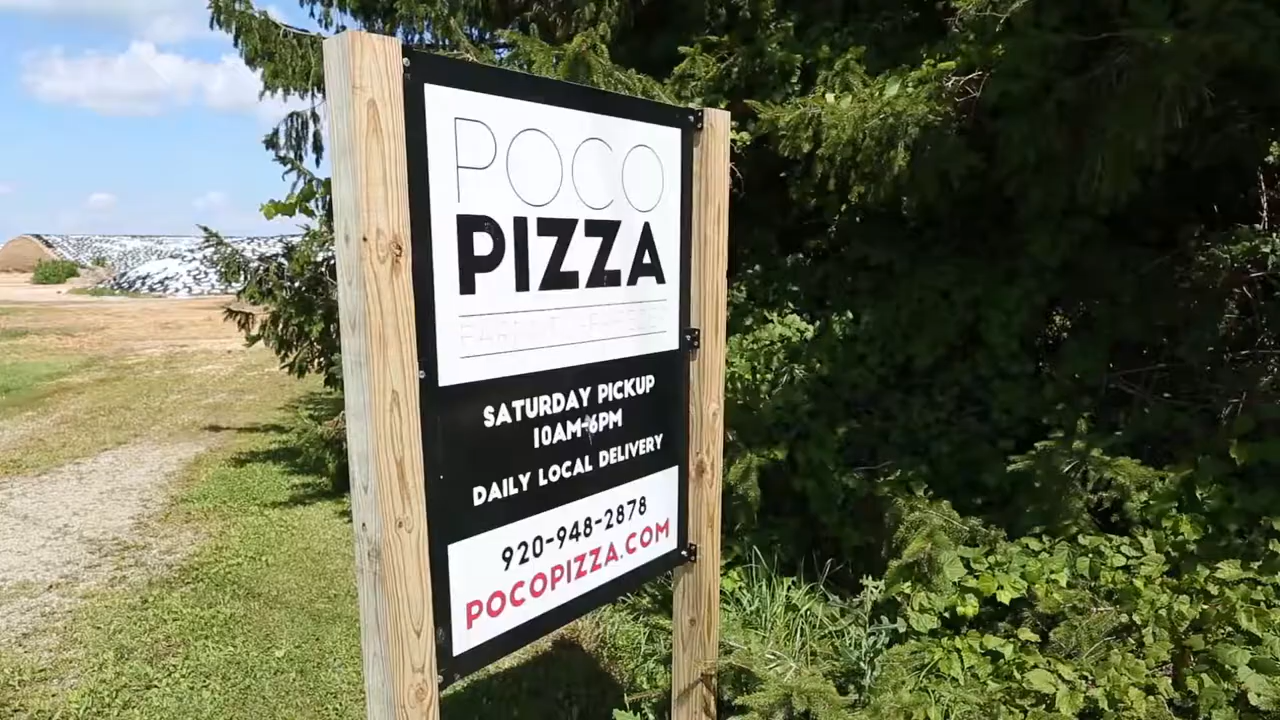 POCO
PIZZA
SATURDAY PICKUP
10AM-6PM
DAILY LOCAL DELIVERY
920-948-2878
POCOPIZZA.COM